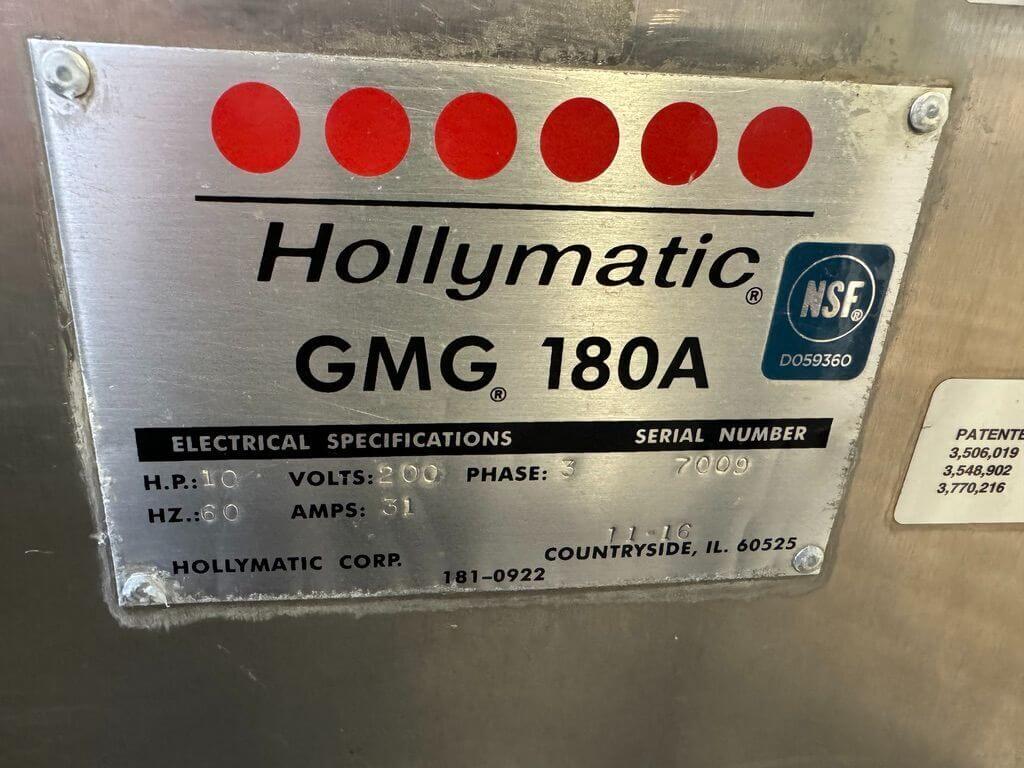 Hollymatic®
GMG® 180A
NSF®
DO59360
ELECTRICAL SPECIFICATIONS SERIAL NUMBER
H.P.:10 VOLTS:200 PHASE: 3 7009
HZ.:60 AMPS: 31
11-16
HOLLYMATIC CORP. COUNTRYSIDE, IL. 60525
181-0922
3,506,019
3,548,902
3,770,216